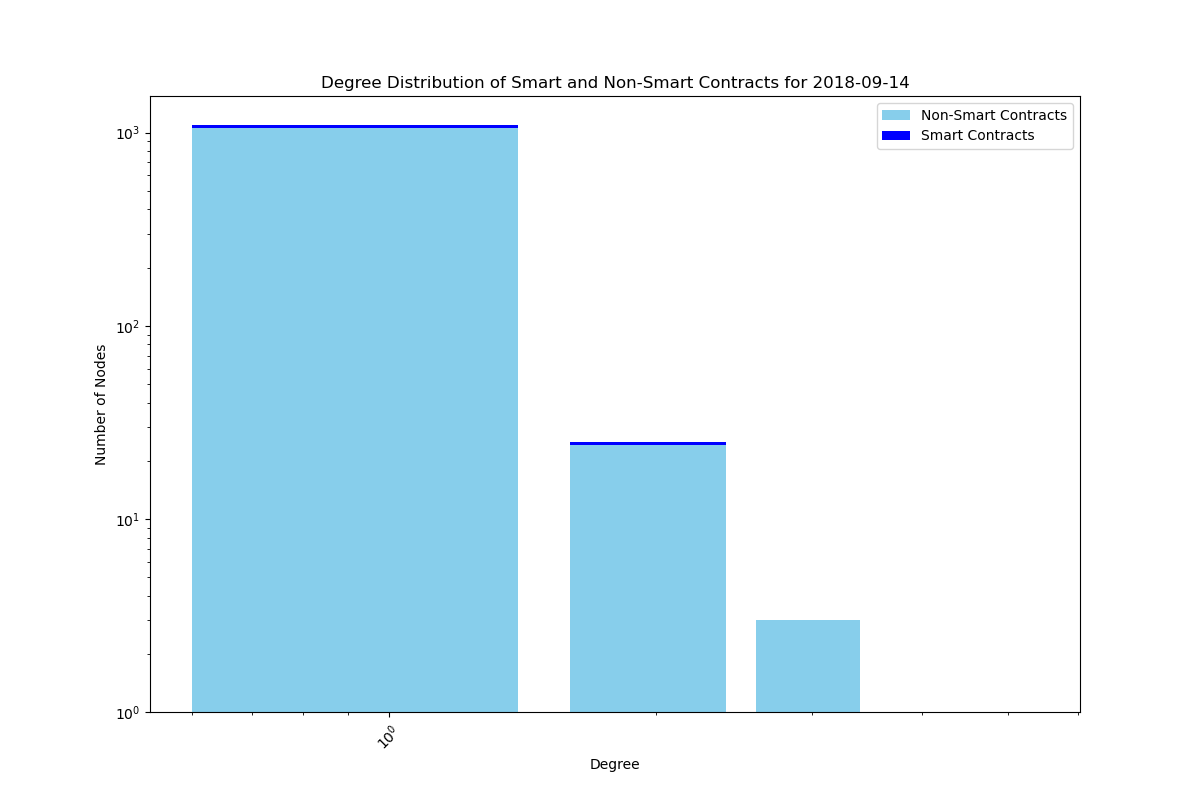 Degree Distribution of Smart and Non-Smart Contracts for 2018-09-14
Non-Smart Contracts
Smart Contracts
10³
10²
10¹
10⁰
Number of Nodes
10⁰
Degree